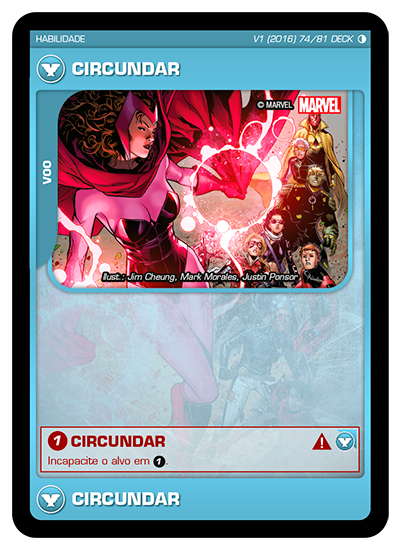 HABILIDADE
V1 (2016) 74/81 DECK
CIRCUNDAR
© MARVEL MARVEL
VOO
Ilust.: Jim Cheung, Mark Morales, Justin Ponsor
1 CIRCUNDAR
Incapacite o alvo em 1.
CIRCUNDAR